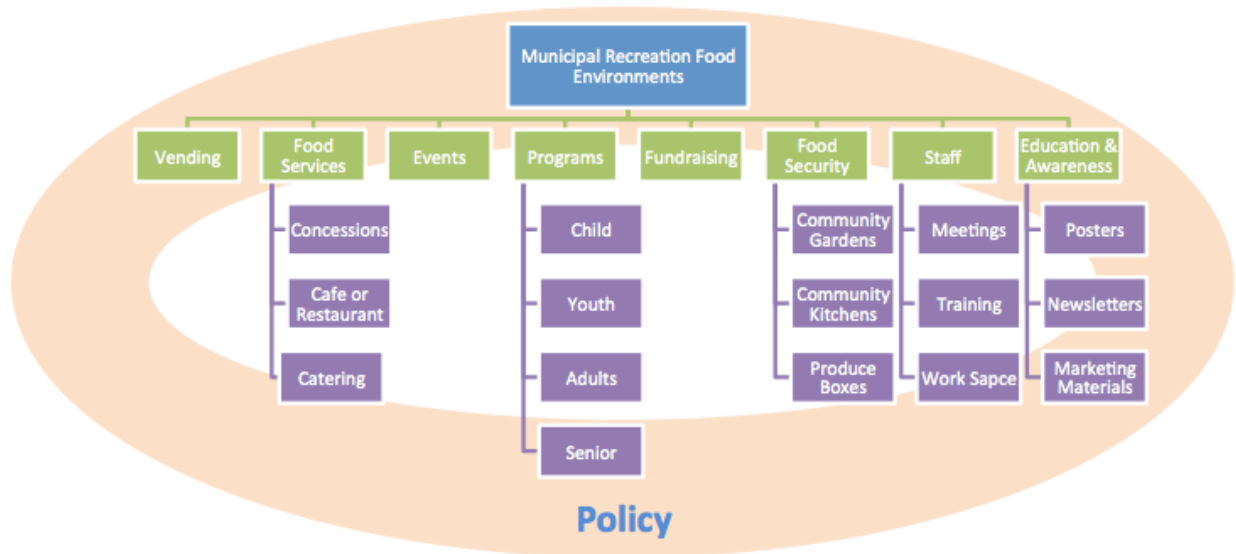 Municipal Recreation Food
Environments
Vending
Food
Services
Events
Programs
Fundraising
Food
Security
Staff
Education &
Awareness
Concessions
Cafe or
Restaurant
Catering
Child
Youth
Adults
Senior
Community
Gardens
Community
Kitchens
Produce
Boxes
Meetings
Training
Work Sapce
Posters
Newsletters
Marketing
Materials
Policy